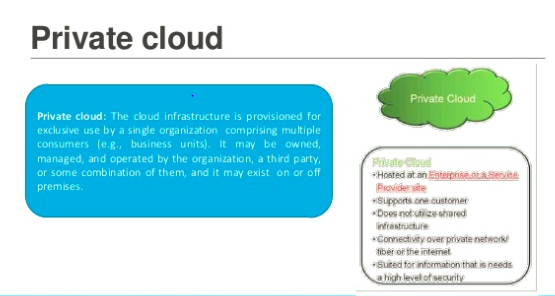 Private cloud
Private cloud: The cloud infrastructure is provisioned for
exclusive use by a single organization comprising multiple
consumers (e.g., business units). It may be owned,
managed, and operated by the organization, a third party,
or some combination of them, and it may exist on or off
premises.
Private Cloud
Private Cloud
•Hosted at an Enterprise or a Service
Provider site
•Supports one customer
•Does not utilize shared
infrastructure
•Connectivity over private network/
fiber or the internet
•Suited for information that is needs
a high level of security